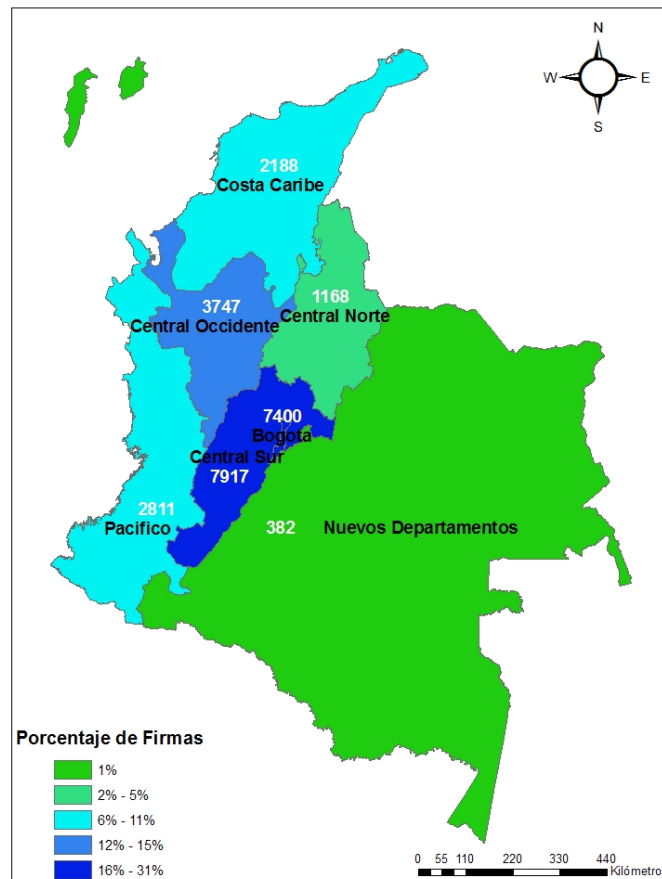 N
W E
S
2188
Costa Caribe
3747
Central Occidente
1168
Central Norte
7400
Bogotá
Central Sur
7917
2811
Pacifico
382 Nuevos Departamentos
Porcentaje de Firmas
1%
2% - 5%
6% - 11%
12% - 15%
16% - 31%
0 55 110 220 330 440
Kilómetro